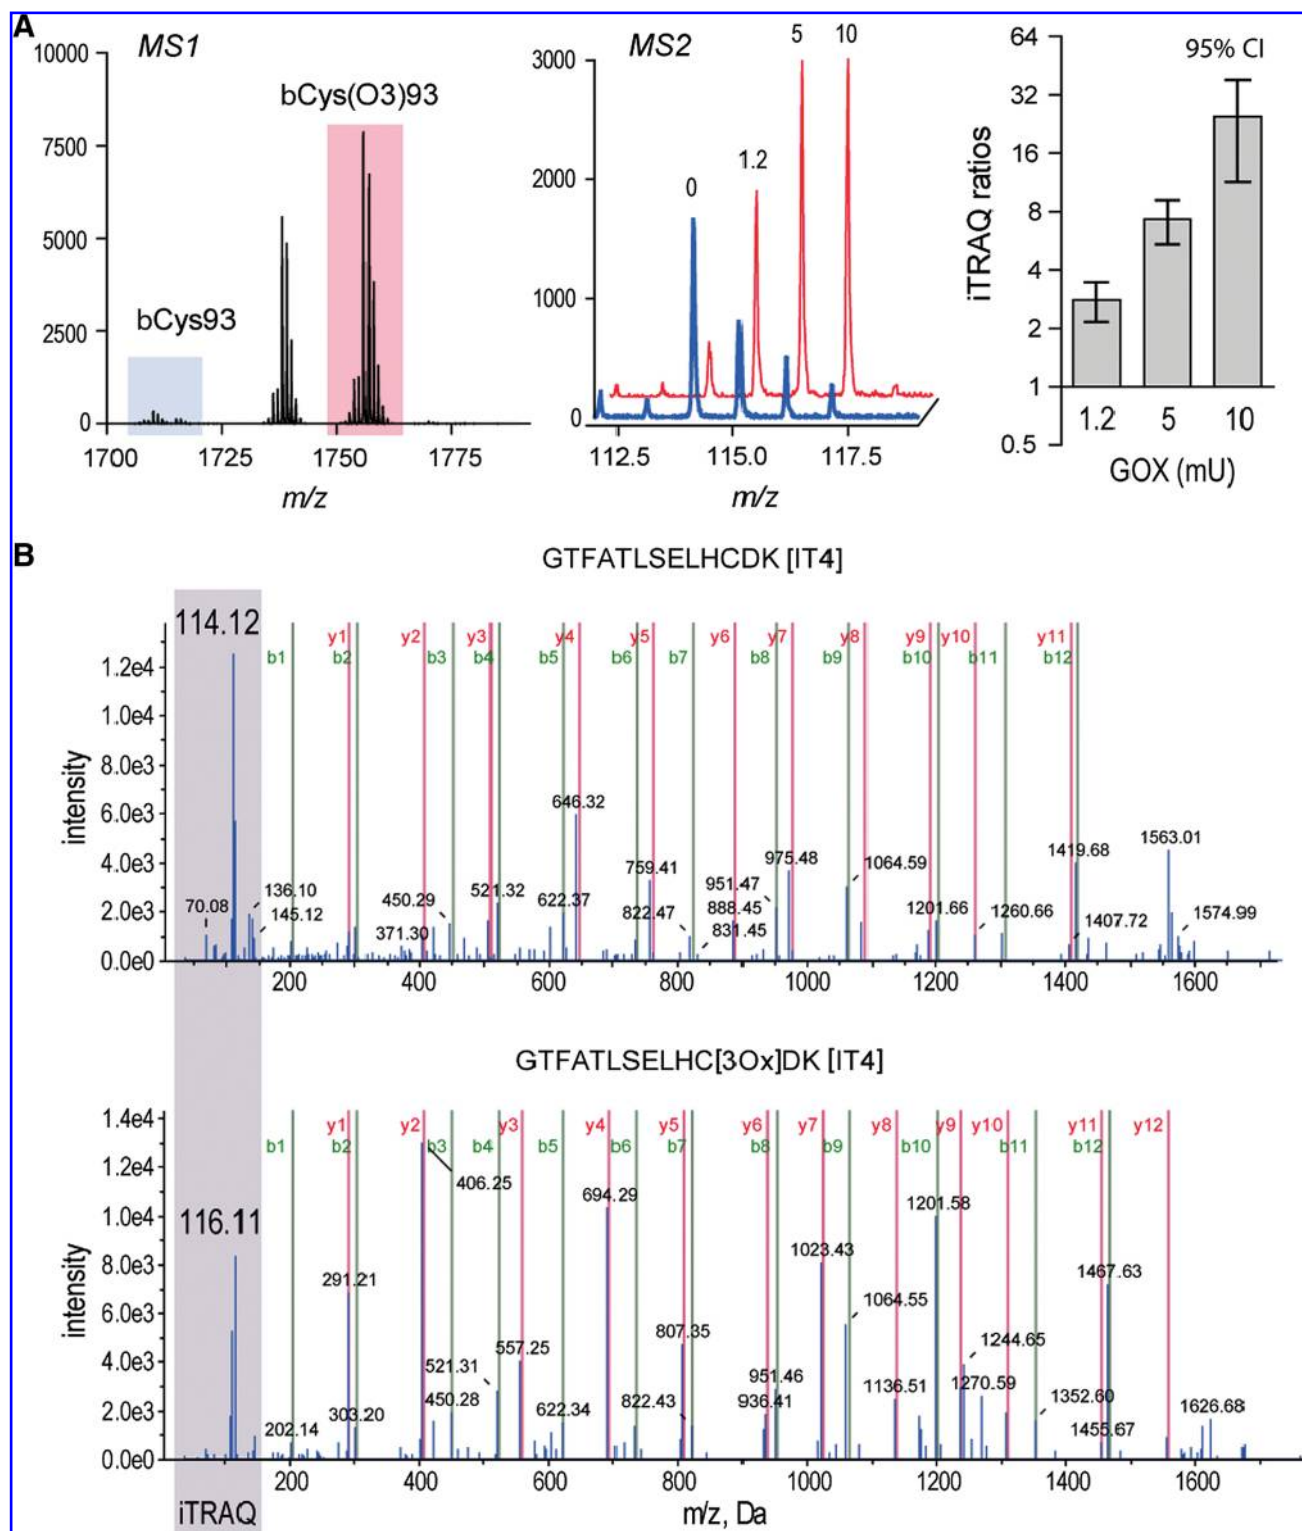 A
MS1
10000
7500
5000
2500
0
bCys(O3)93
bCys93
1700 1725 1750 1775
m/z
MS2
3000
2000
1000
0
0
1.2
5
10
112.5 115.0 117.5
m/z
95% CI
iTRAQ ratios
64
32
16
8
4
2
1
0.5
1.2 5 10
GOX (mU)
B
GTFATLSELHCDK [IT4]
114.12
y1 y2 y3 y4 y5 y6 y7 y8 y9 y10 y11
b1 b2 b3 b4 b5 b6 b7 b8 b9 b10 b11 b12
intensity
1.2e4
1.0e4
8.0e3
6.0e3
4.0e3
2.0e3
0.0e0
70.08
136.10
145.12
371.30
450.29
521.32
622.37
646.32
759.41
822.47
831.45
888.45
951.47
975.48
1064.59
1201.66
1260.66
1407.72
1419.68
1563.01
1574.99
200 400 600 800 1000 1200 1400 1600
GTFATLSELHC[3Ox]DK [IT4]
116.11
y1 y2 y3 y4 y5 y6 y7 y8 y9 y10 y11 y12
b1 b2 b3 b4 b5 b6 b7 b8 b9 b10 b11 b12
intensity
1.4e4
1.2e4
1.0e4
8.0e3
6.0e3
4.0e3
2.0e3
0.0e0
202.14
291.21
303.20
406.25
450.28
521.31
557.25
622.34
694.29
807.35
822.43
936.41
951.46
1023.43
1064.55
1136.51
1201.58
1244.65
1270.59
1352.60
1455.67
1467.63
1626.68
200 400 600 800 1000 1200 1400 1600
iTRAQ
m/z, Da